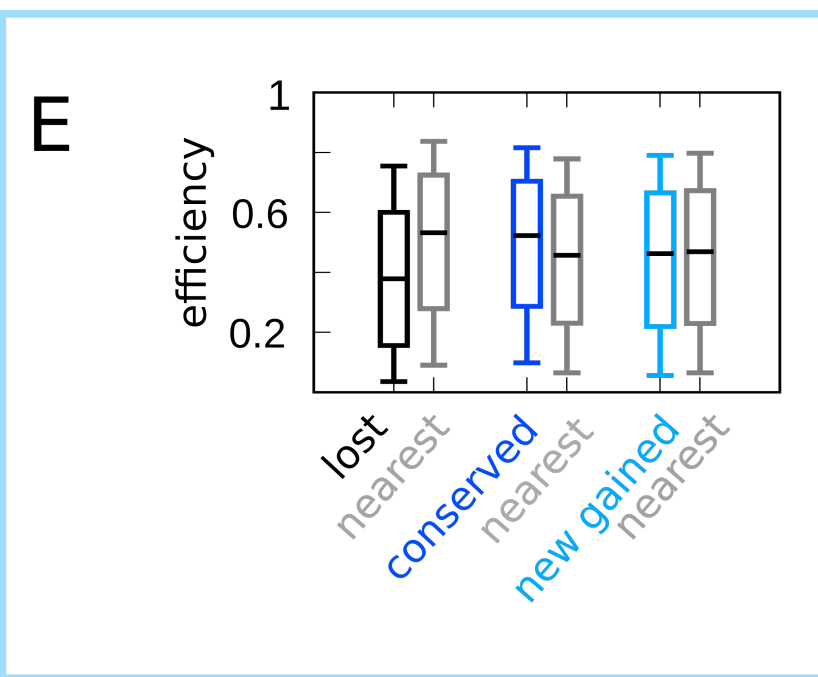 E
efficiency
1
0.6
0.2
lost
nearest
conserved
nearest
new gained
nearest